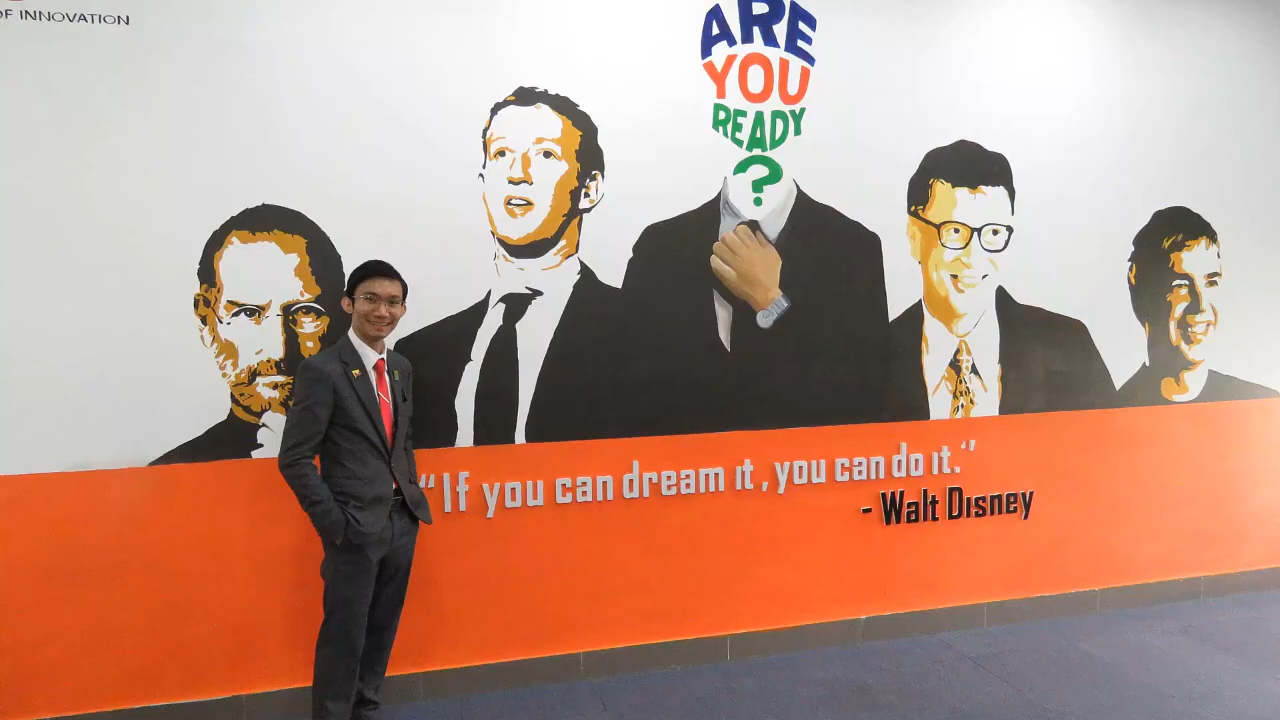 OF INNOVATION
ARE
YOU
READY
?
"If you can dream it, you can do it."
- Walt Disney